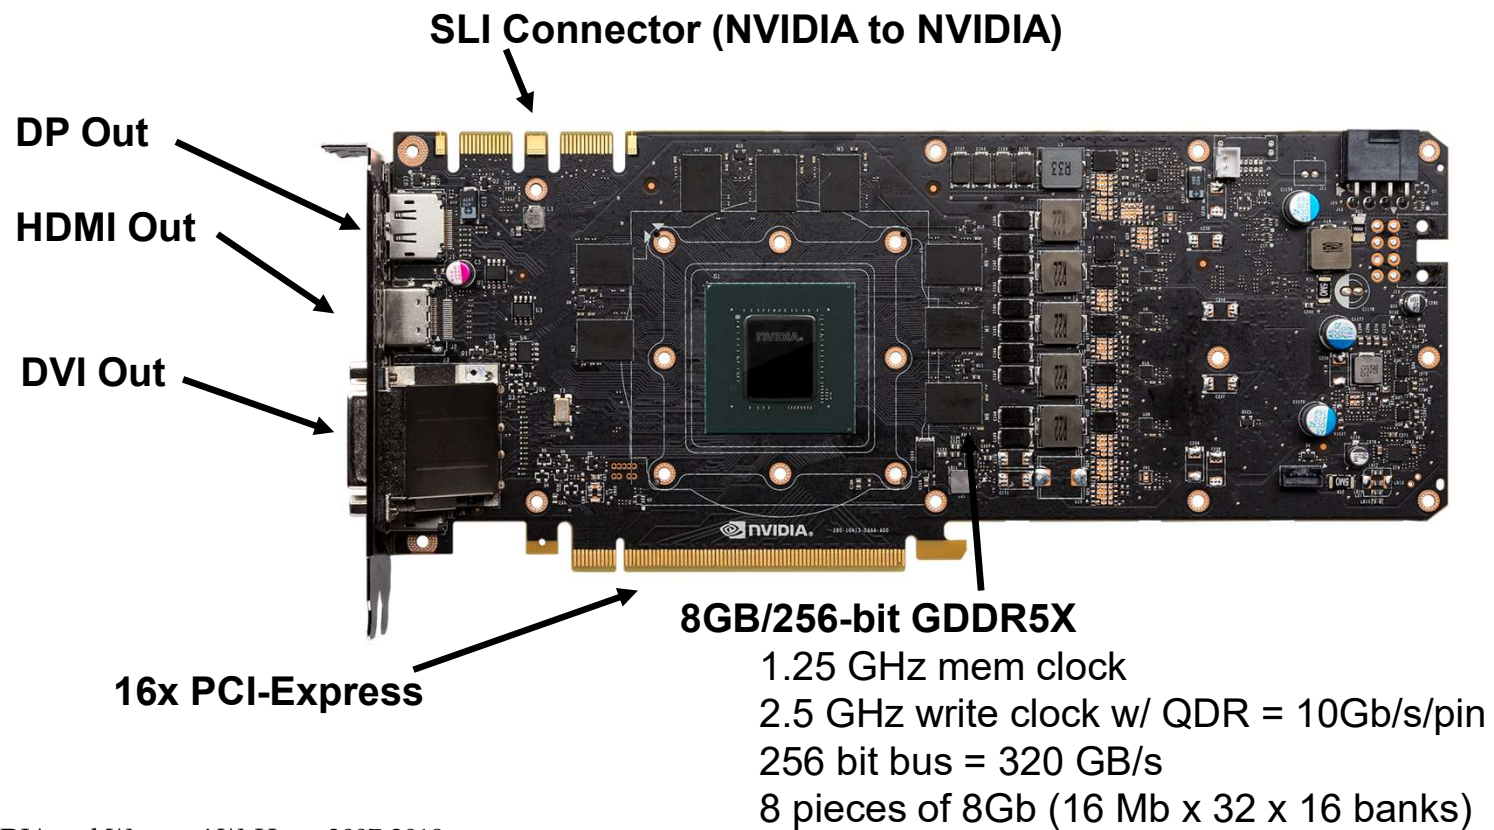 SLI Connector (NVIDIA to NVIDIA)
DP Out
HDMI Out
DVI Out
R33
NVIDIA.
NVIDIA.
16x PCI-Express
8GB/256-bit GDDR5X
1.25 GHz mem clock
2.5 GHz write clock w/ QDR = 10Gb/s/pin
256 bit bus = 320 GB/s
8 pieces of 8Gb (16 Mb x 32 x 16 banks)